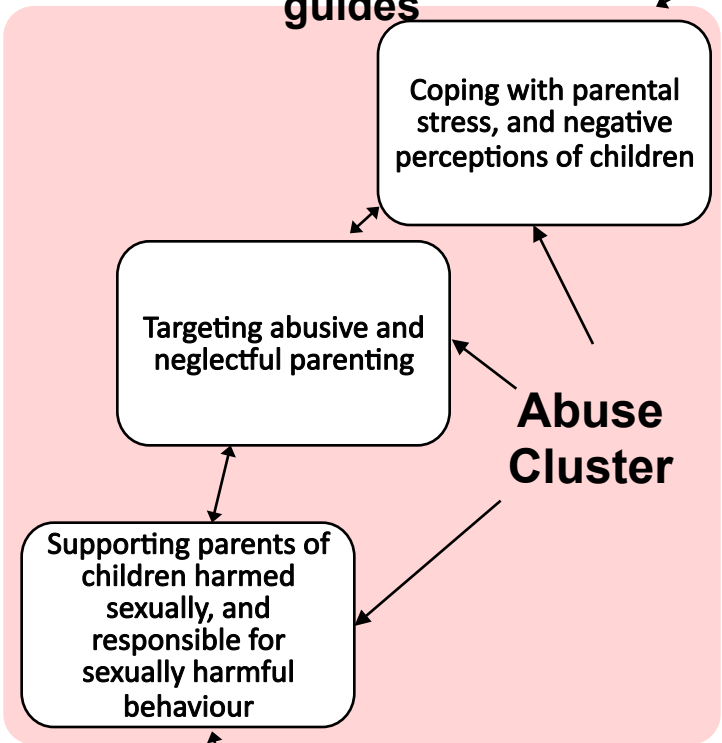 guides
Coping with parental
stress, and negative
perceptions of children
Targeting abusive and
neglectful parenting
Abuse
Cluster
Supporting parents of
children harmed
sexually, and
responsible for
sexually harmful
behaviour